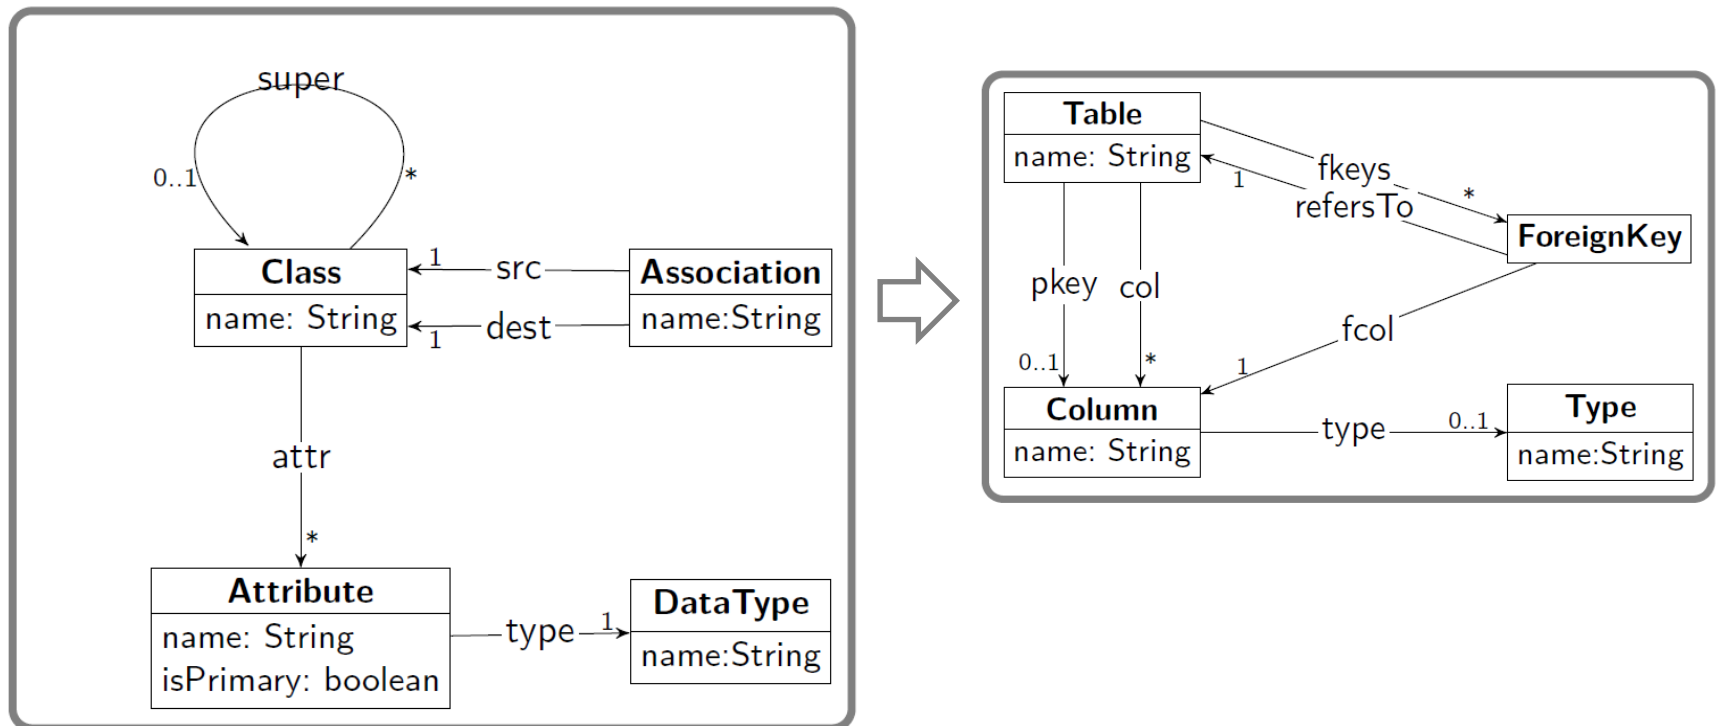 super
0..1
*
Class
name: String
1
src
dest
1
Association
name:String
attr
*
Attribute
name: String
isPrimary: boolean
type
1
DataType
name:String
Table
name: String
fkeys
*
1
refersTo
ForeignKey
pkey
col
fcol
0..1
*
1
Column
name: String
type
0..1
Type
name:String